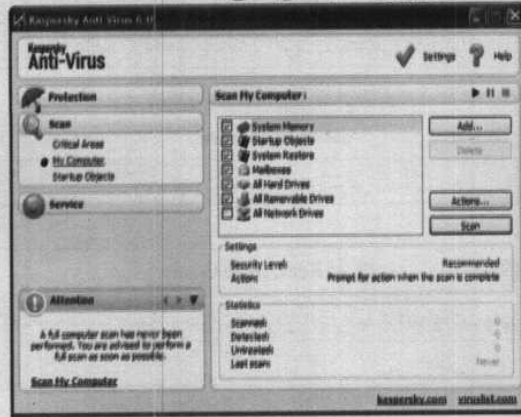 Kaspersky Anti Virus 6.0
Kaspersky
Anti-Virus
Settings
Help
Protection
Scan
Critical Areas
My Computer
Startup Objects
Service
Attention
A full computer scan has never been
performed. You are advised to perform a
full scan as soon as possible.
Scan My Computer
Scan My Computer:
System Memory
Startup Objects
System Restore
Mailboxes
All Hard Drives
All Removable Drives
All Network Drives
Add...
Delete
Actions...
Scan
Settings
Security Level: Recommended
Action: Prompt for action when the scan is complete
Statistics
Scanned: 0
Detected: 0
Untreated: 0
Last scan: Never
kaspersky.com viruslist.com